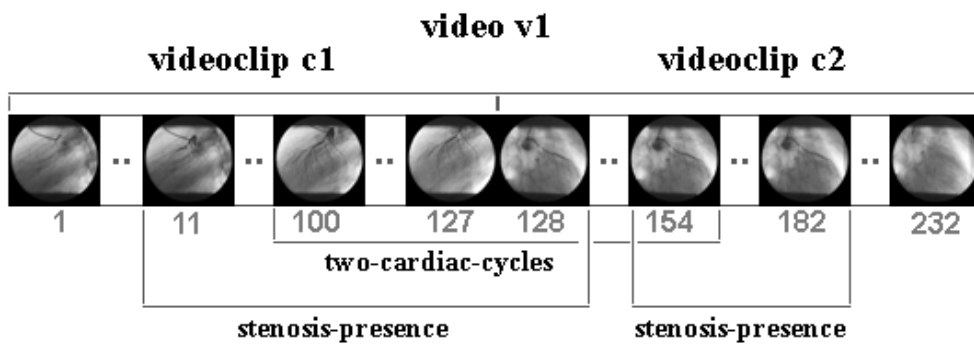 video v1
videoclip c1 videoclip c2
.. .. .. .. .. ..
1 11 100 127 128 154 182 232
two-cardiac-cycles
stenosis-presence stenosis-presence